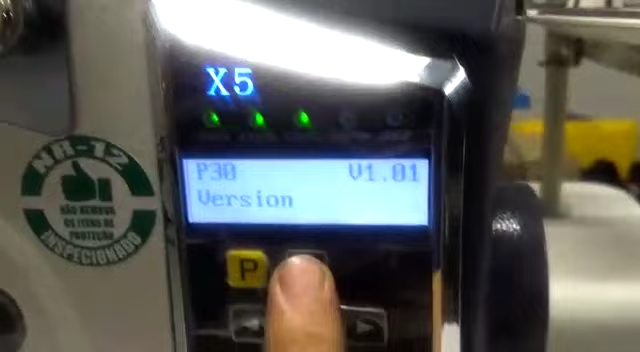 X5
P30 V1.01
Version
P
NR-12
NÃO REMOVA
OS ITENS DE
PROTEÇÃO
INSPECIONADO